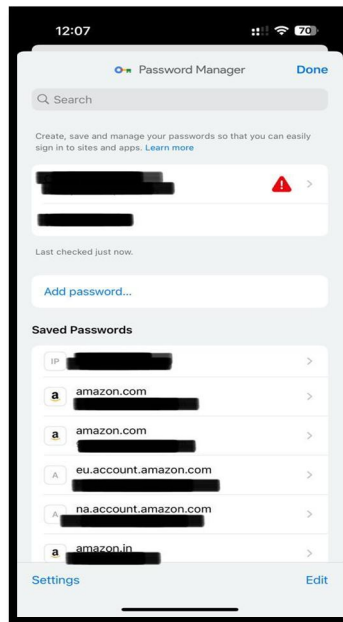 12:07
70
Password Manager
Done
Search
Create, save and manage your passwords so that you can easily
sign in to sites and apps. Learn more
Last checked just now.
Add password...
Saved Passwords
IP
a amazon.com
a amazon.com
A eu.account.amazon.com
A na.account.amazon.com
a amazon.in
Settings
Edit